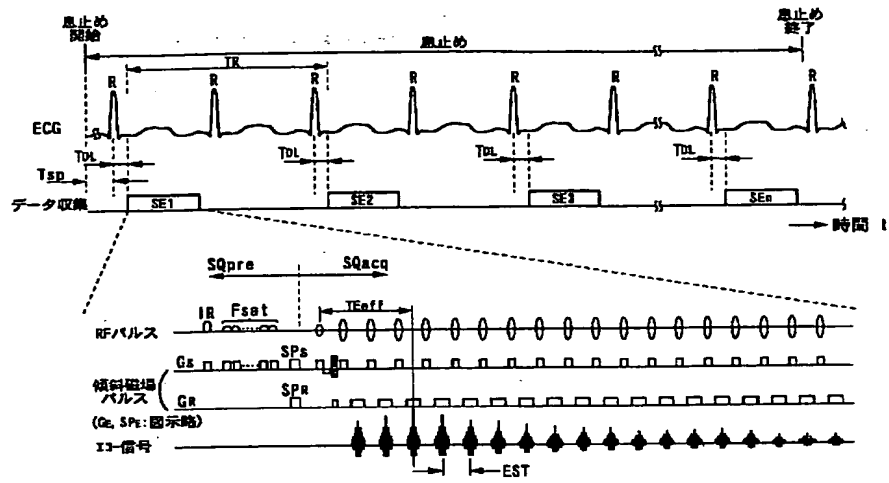 息止め
開始
息止め
終了
息止め
TR
R R R R R R R R
ECG
TDL TDL TDL TDL
Tsp
データ収集
SE1 SE2 SE3 SEn
時間 t
SQpre SQacq
IR Fsat TEeff
RFパルス
GS SPS
傾斜磁場
パルス
GR SPR
(GE, SPE:図示略)
エコー信号
EST